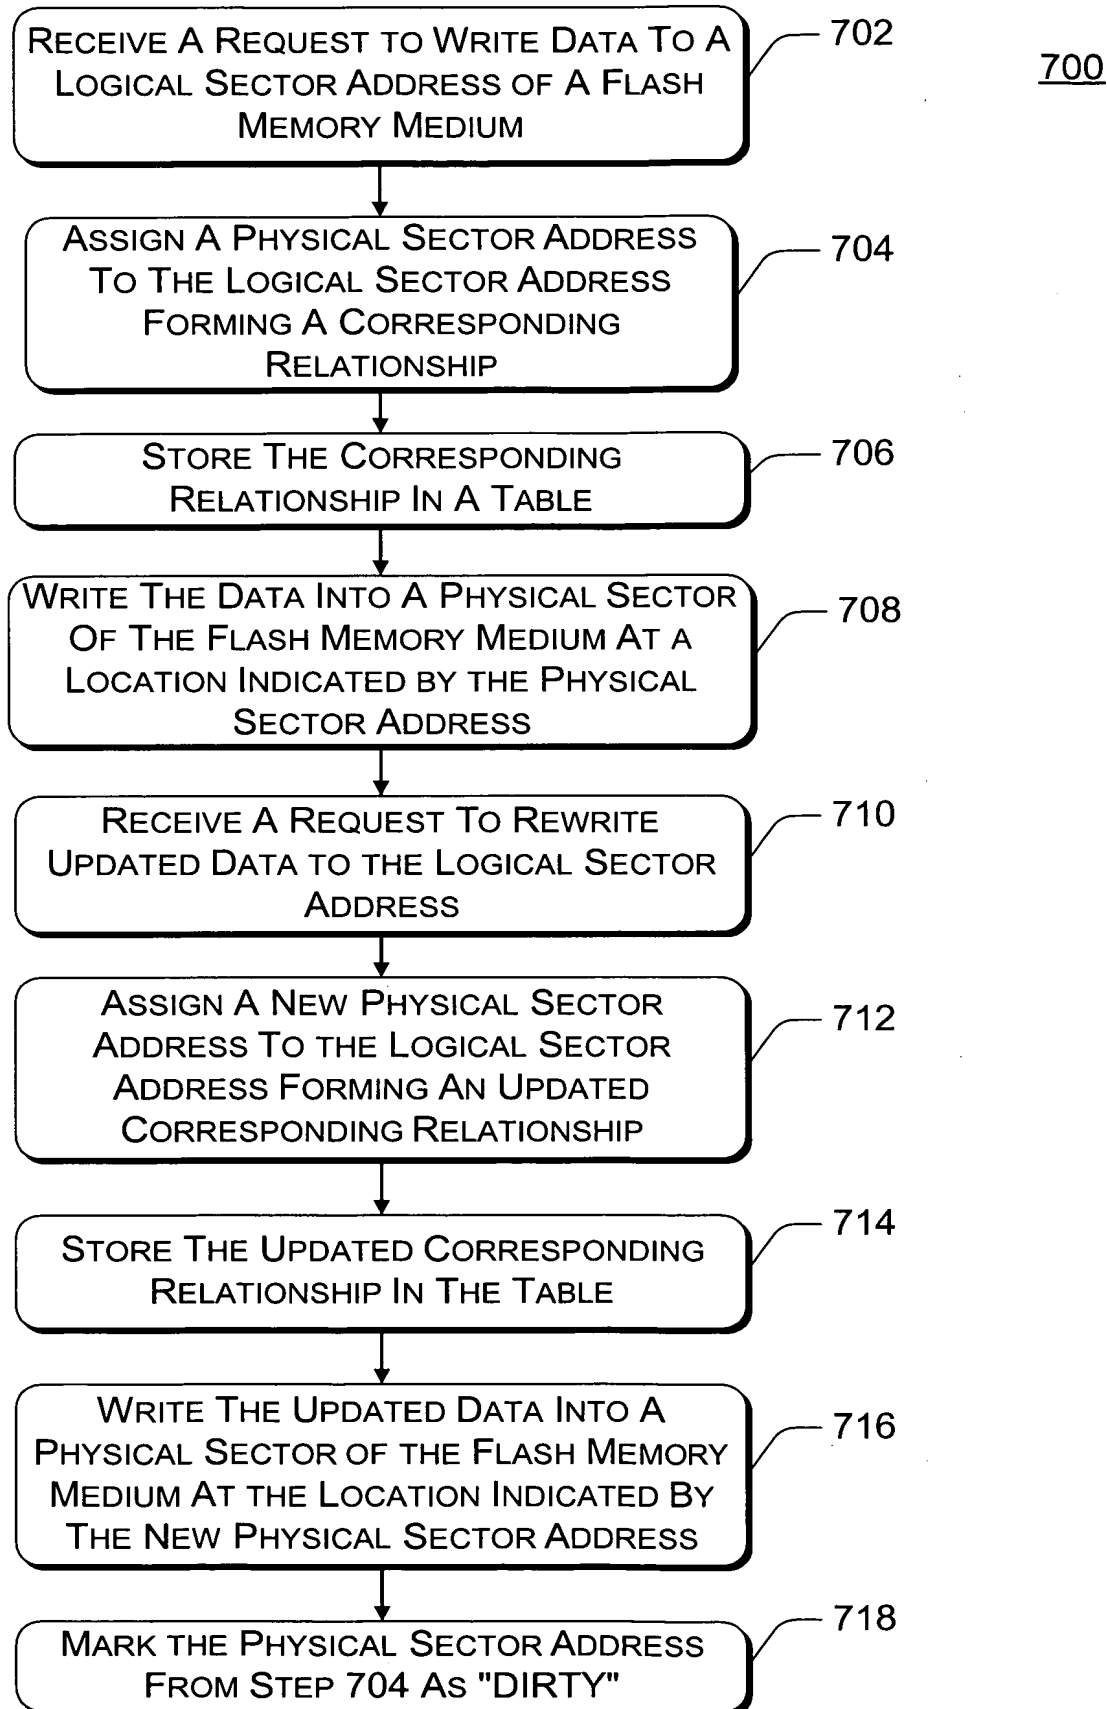 RECEIVE A REQUEST TO WRITE DATA TO A
LOGICAL SECTOR ADDRESS OF A FLASH
MEMORY MEDIUM
702
700
ASSIGN A PHYSICAL SECTOR ADDRESS
TO THE LOGICAL SECTOR ADDRESS
FORMING A CORRESPONDING
RELATIONSHIP
704
STORE THE CORRESPONDING
RELATIONSHIP IN A TABLE
706
WRITE THE DATA INTO A PHYSICAL SECTOR
OF THE FLASH MEMORY MEDIUM AT A
LOCATION INDICATED BY THE PHYSICAL
SECTOR ADDRESS
708
RECEIVE A REQUEST TO REWRITE
UPDATED DATA TO THE LOGICAL SECTOR
ADDRESS
710
ASSIGN A NEW PHYSICAL SECTOR
ADDRESS TO THE LOGICAL SECTOR
ADDRESS FORMING AN UPDATED
CORRESPONDING RELATIONSHIP
712
STORE THE UPDATED CORRESPONDING
RELATIONSHIP IN THE TABLE
714
WRITE THE UPDATED DATA INTO A
PHYSICAL SECTOR OF THE FLASH MEMORY
MEDIUM AT THE LOCATION INDICATED BY
THE NEW PHYSICAL SECTOR ADDRESS
716
MARK THE PHYSICAL SECTOR ADDRESS
FROM STEP 704 AS "DIRTY"
718